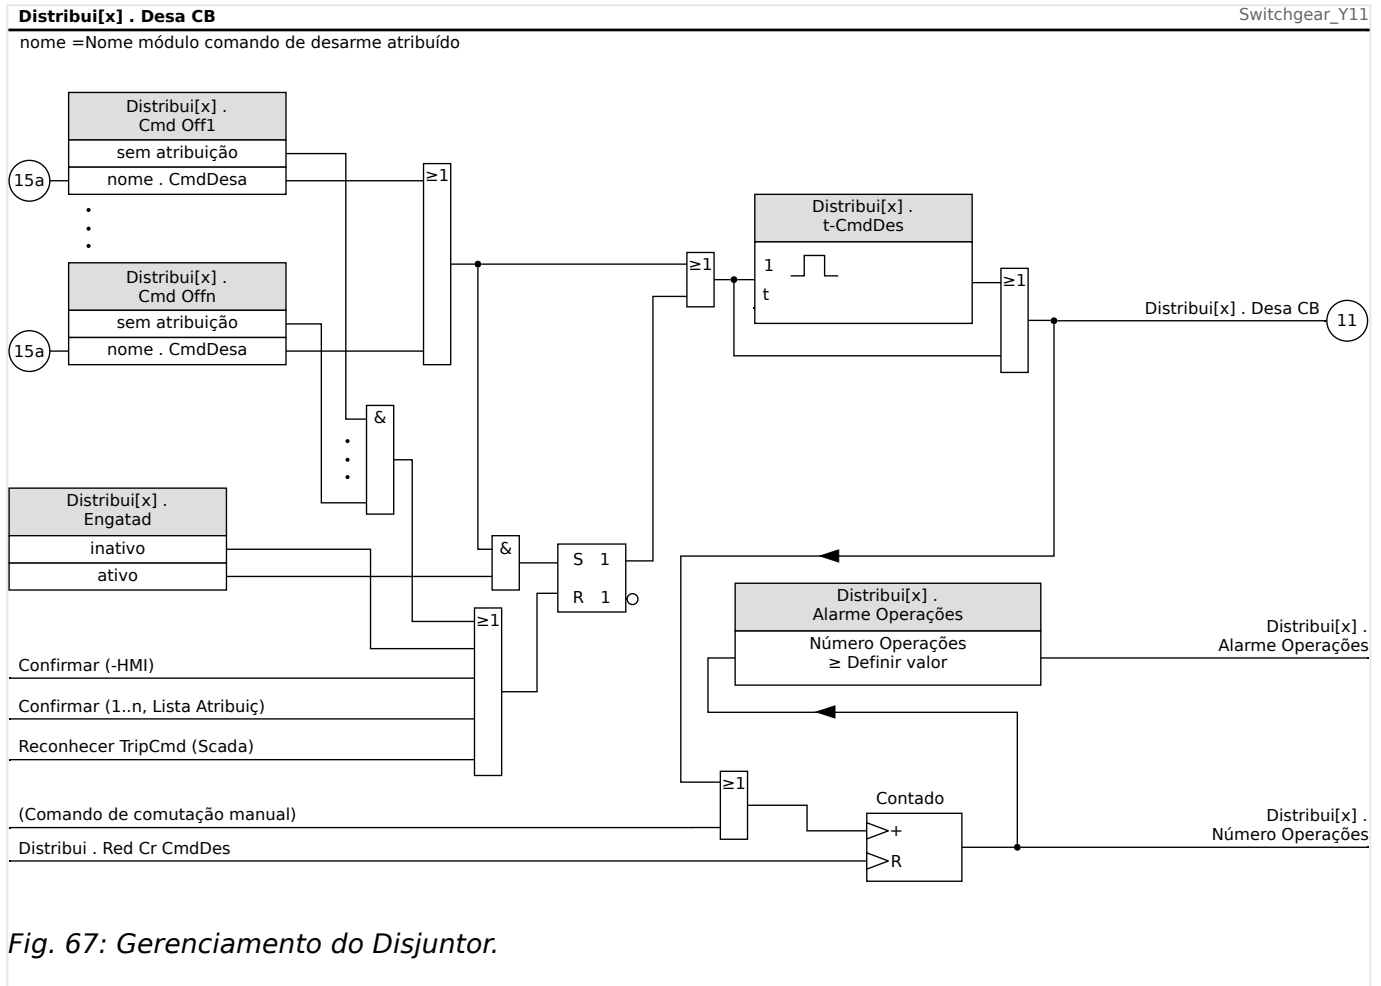 Distribui[x] . Desa CB
Switchgear_Y11
nome =Nome módulo comando de desarme atribuído
Distribui[x] .
Cmd Off1
sem atribuição
15a
nome . CmdDesa
≥1
Distribui[x] .
t-CmdDes
1
t
≥1
≥1
Distribui[x] .
Cmd Offn
sem atribuição
15a
nome . CmdDesa
Distribui[x] . Desa CB
11
&
Distribui[x] .
Engatad
inativo
ativo
&
S 1
R 1
≥1
Distribui[x] .
Alarme Operações
Número Operações
≥ Definir valor
Distribui[x] .
Alarme Operações
Confirmar (-HMI)
Confirmar (1..n, Lista Atribuiç)
Reconhecer TripCmd (Scada)
≥1
(Comando de comutação manual)
Contado
+
R
Distribui[x] .
Número Operações
Distribui . Red Cr CmdDes
Fig. 67: Gerenciamento do Disjuntor.